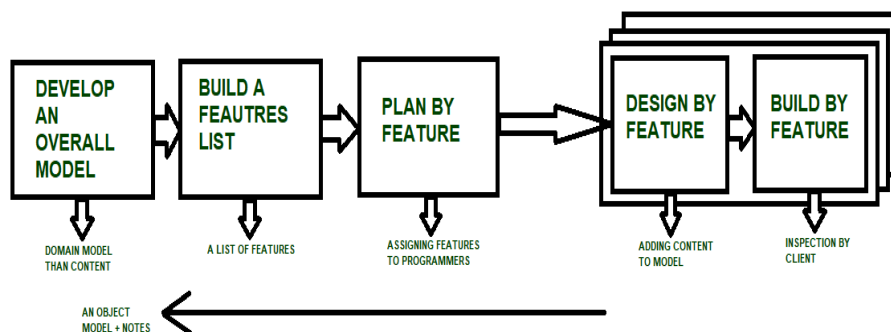 DEVELOP
AN
OVERALL
MODEL
BUILD A
FEAUTRES
LIST
PLAN BY
FEATURE
DESIGN BY
FEATURE
BUILD BY
FEATURE
DOMAIN MODEL
THAN CONTENT
A LIST OF FEATURES
ASSIGNING FEATURES
TO PROGRAMMERS
ADDING CONTENT
TO MODEL
INSPECTION BY
CLIENT
AN OBJECT
MODEL + NOTES